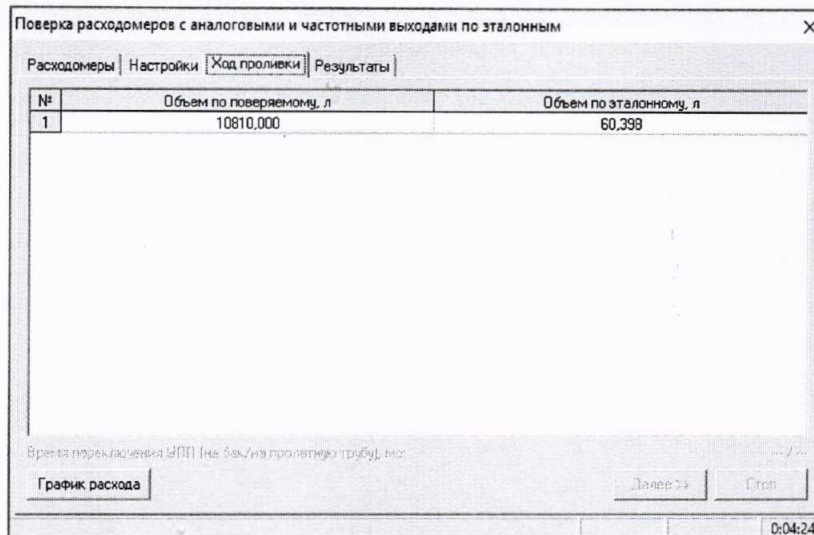 Поверка расходомеров с аналоговыми и частотными выходами по эталонным
Расходомеры Настройки Ход проливки Результаты
№ Объем по поверяемому, л Объем по эталонному, л
1 10810,000 60,398
Время переключения УПП (на бак/на пролетную трубу), мс: --- / ---
График расхода Далее >> Стоп
0:04:24